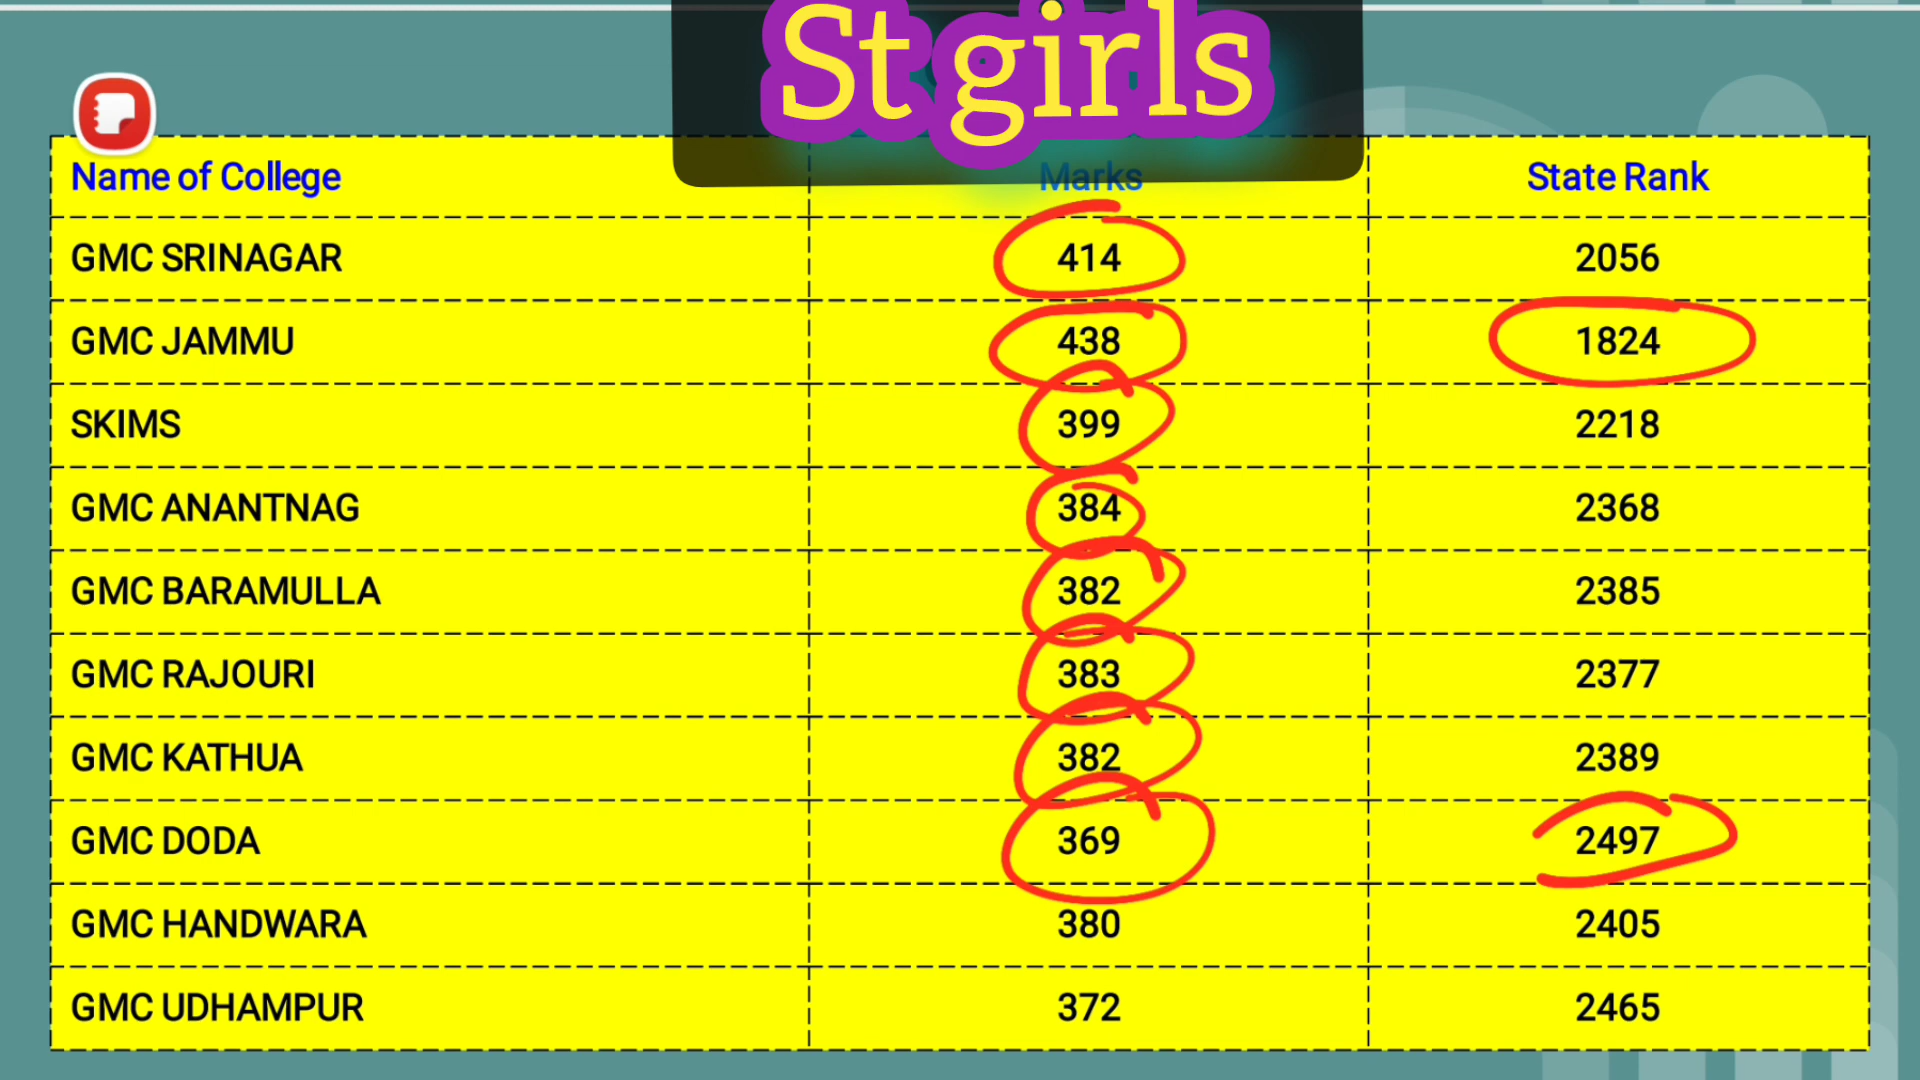 St girls
Name of College Marks State Rank
GMC SRINAGAR 414 2056
GMC JAMMU 438 1824
SKIMS 399 2218
GMC ANANTNAG 384 2368
GMC BARAMULLA 382 2385
GMC RAJOURI 383 2377
GMC KATHUA 382 2389
GMC DODA 369 2497
GMC HANDWARA 380 2405
GMC UDHAMPUR 372 2465